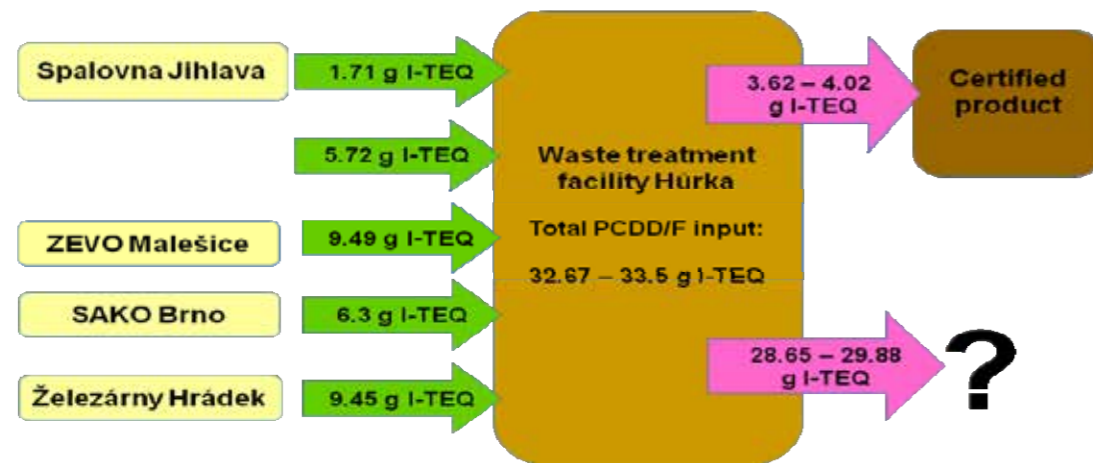 Spalovna Jihlava
1.71 g I-TEQ
5.72 g I-TEQ
ZEVO Malešice
9.49 g I-TEQ
SAKO Brno
6.3 g I-TEQ
Železárny Hrádek
9.45 g I-TEQ
Waste treatment
facility Hůrka
Total PCDD/F input:
32.67 – 33.5 g I-TEQ
3.62 – 4.02
g I-TEQ
Certified
product
28.65 – 29.88
g I-TEQ
?